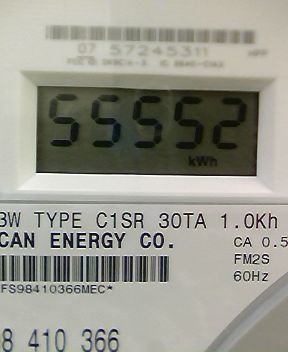 07 57245311
55552
kWh
3W TYPE C1SR 30TA 1.0Kh
CAN ENERGY CO.
CA 0.5
FM2S
60Hz
FS98410366MEC*
8 410 366